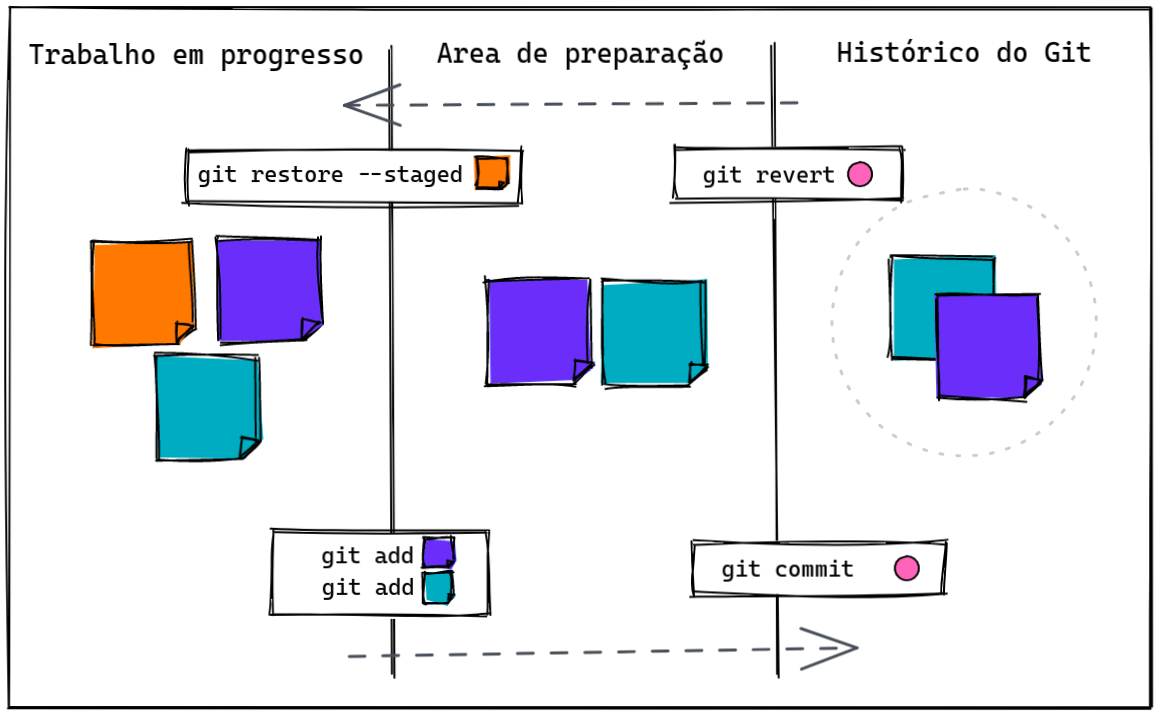 Trabalho em progresso
Area de preparação
Histórico do Git
git restore --staged
git revert
git add
git add
git commit